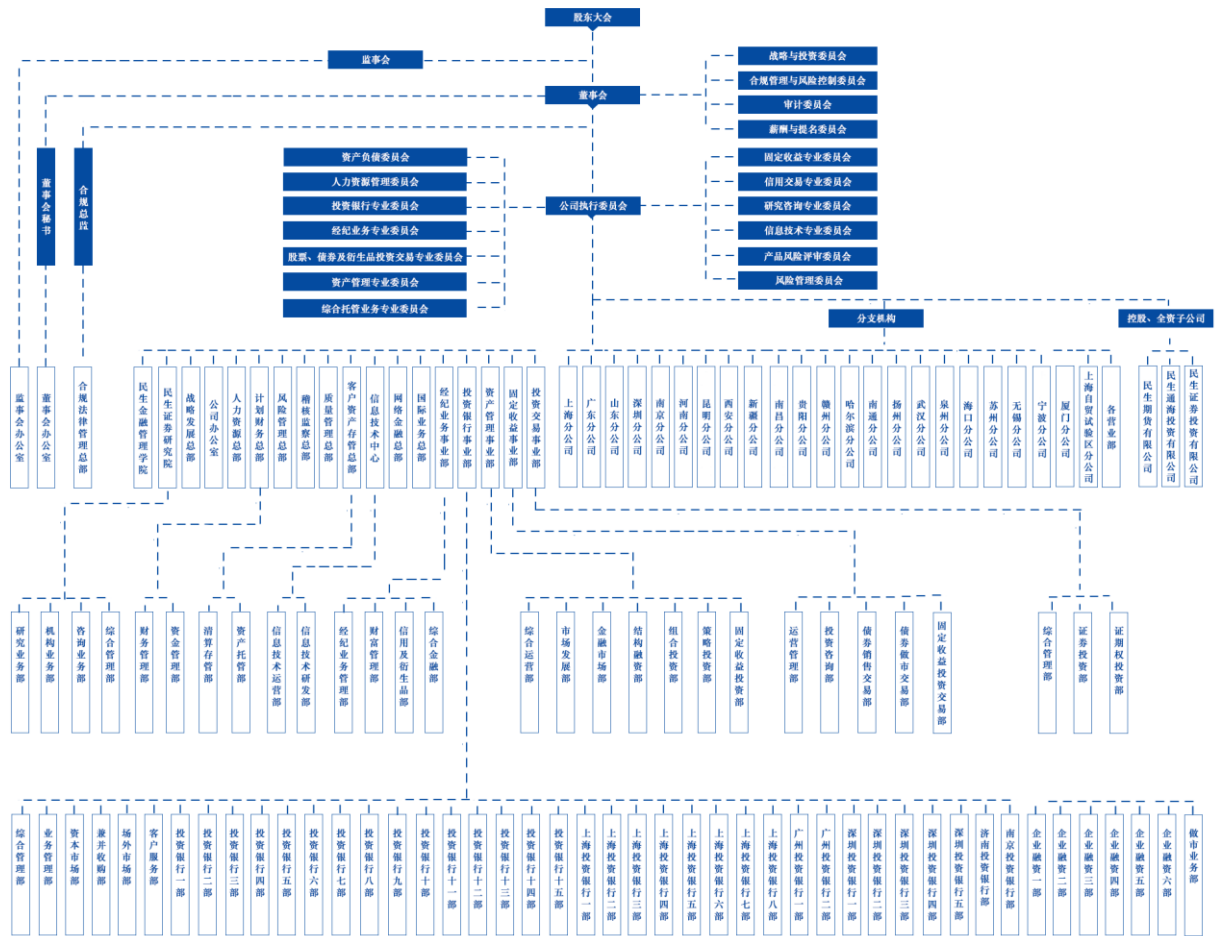 股东大会
监事会
战略与投资委员会
合规管理与风险控制委员会
董事会
审计委员会
薪酬与提名委员会
董事会秘书
合规总监
资产负债委员会
人力资源管理委员会
投资银行专业委员会
经纪业务专业委员会
股票、债券及衍生品投资交易专业委员会
资产管理专业委员会
综合托管业务专业委员会
公司执行委员会
固定收益专业委员会
信用交易专业委员会
研究咨询专业委员会
信息技术专业委员会
产品风险评审委员会
风险管理委员会
分支机构
控股、全资子公司
监事会办公室
董事会办公室
合规法律管理总部
民生金融管理学院
民生证券研究院
战略发展总部
公司办公室
人力资源总部
计划财务总部
风险管理总部
稽核监察总部
质量管理总部
客户资产存管总部
信息技术中心
网络金融总部
国际业务总部
经纪业务事业部
投资银行事业部
资产管理事业部
固定收益事业部
投资交易事业部
上海分公司
广东分公司
山东分公司
深圳分公司
南京分公司
河南分公司
昆明分公司
西安分公司
新疆分公司
南昌分公司
贵阳分公司
赣州分公司
哈尔滨分公司
南通分公司
扬州分公司
武汉分公司
泉州分公司
海口分公司
苏州分公司
无锡分公司
宁波分公司
厦门分公司
上海自贸试验区分公司
各营业部
民生期货有限公司
民生通海投资有限公司
民生证券投资有限公司
研究业务部
机构业务部
咨询业务部
综合管理部
财务管理部
资金管理部
清算存管部
资产托管部
信息技术运营部
信息技术研发部
经纪业务管理部
财富管理部
信用及衍生品部
综合金融部
综合运营部
市场发展部
金融市场部
结构融资部
组合投资部
策略投资部
固定收益投资部
运营管理部
投资咨询部
债券销售交易部
债券做市交易部
固定收益投资交易部
综合管理部
证券投资部
证期权投资部
综合管理部
业务管理部
资本市场部
兼并收购部
场外市场部
客户服务部
投资银行一部
投资银行二部
投资银行三部
投资银行四部
投资银行五部
投资银行六部
投资银行七部
投资银行八部
投资银行九部
投资银行十部
投资银行十一部
投资银行十二部
投资银行十三部
投资银行十四部
投资银行十五部
上海投资银行一部
上海投资银行二部
上海投资银行三部
上海投资银行四部
上海投资银行五部
上海投资银行六部
上海投资银行七部
上海投资银行八部
广州投资银行一部
广州投资银行二部
深圳投资银行一部
深圳投资银行二部
深圳投资银行三部
深圳投资银行四部
深圳投资银行五部
济南投资银行部
南京投资银行部
企业融资一部
企业融资二部
企业融资三部
企业融资四部
企业融资五部
企业融资六部
做市业务部